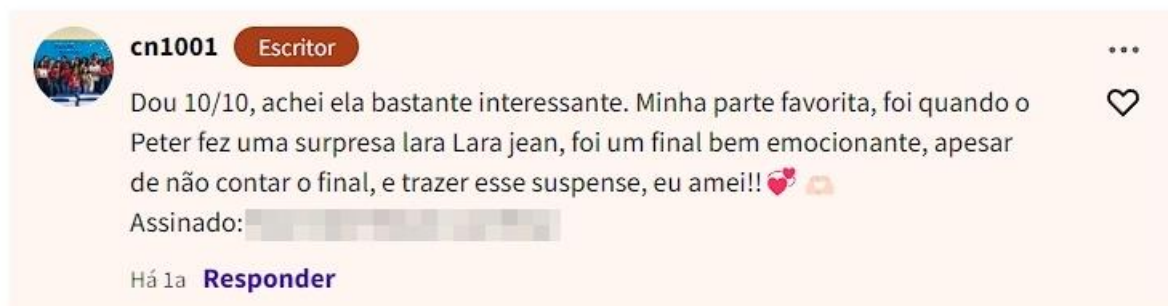 cn1001 Escritor
Dou 10/10, achei ela bastante interessante. Minha parte favorita, foi quando o
Peter fez uma surpresa lara Lara jean, foi um final bem emocionante, apesar
de não contar o final, e trazer esse suspense, eu amei!!💞 🫶🏻
Assinado:
Há 1a Responder